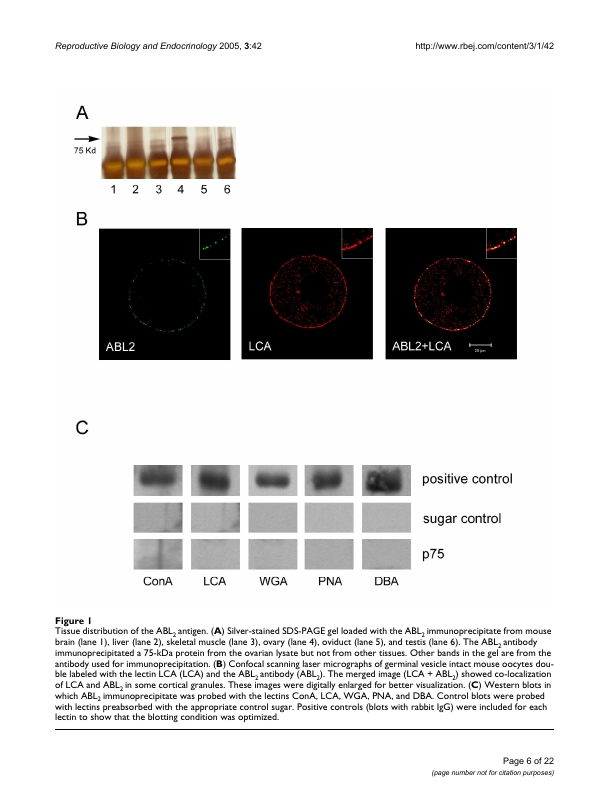 Reproductive Biology and Endocrinology 2005, 3:42 http://www.rbej.com/content/3/1/42
A
75 Kd
1 2 3 4 5 6
B
ABL2 LCA ABL2+LCA
20 µm
C
positive control
sugar control
p75
ConA LCA WGA PNA DBA
Figure 1
Tissue distribution of the ABL2 antigen. (A) Silver-stained SDS-PAGE gel loaded with the ABL2 immunoprecipitate from mouse
brain (lane 1), liver (lane 2), skeletal muscle (lane 3), ovary (lane 4), oviduct (lane 5), and testis (lane 6). The ABL2 antibody
immunoprecipitated a 75-kDa protein from the ovarian lysate but not from other tissues. Other bands in the gel are from the
antibody used for immunoprecipitation. (B) Confocal scanning laser micrographs of germinal vesicle intact mouse oocytes dou-
ble labeled with the lectin LCA (LCA) and the ABL2 antibody (ABL2). The merged image (LCA + ABL2) showed co-localization
of LCA and ABL2 in some cortical granules. These images were digitally enlarged for better visualization. (C) Western blots in
which ABL2 immunoprecipitate was probed with the lectins ConA, LCA, WGA, PNA, and DBA. Control blots were probed
with lectins preabsorbed with the appropriate control sugar. Positive controls (blots with rabbit IgG) were included for each
lectin to show that the blotting condition was optimized.
Page 6 of 22
(page number not for citation purposes)